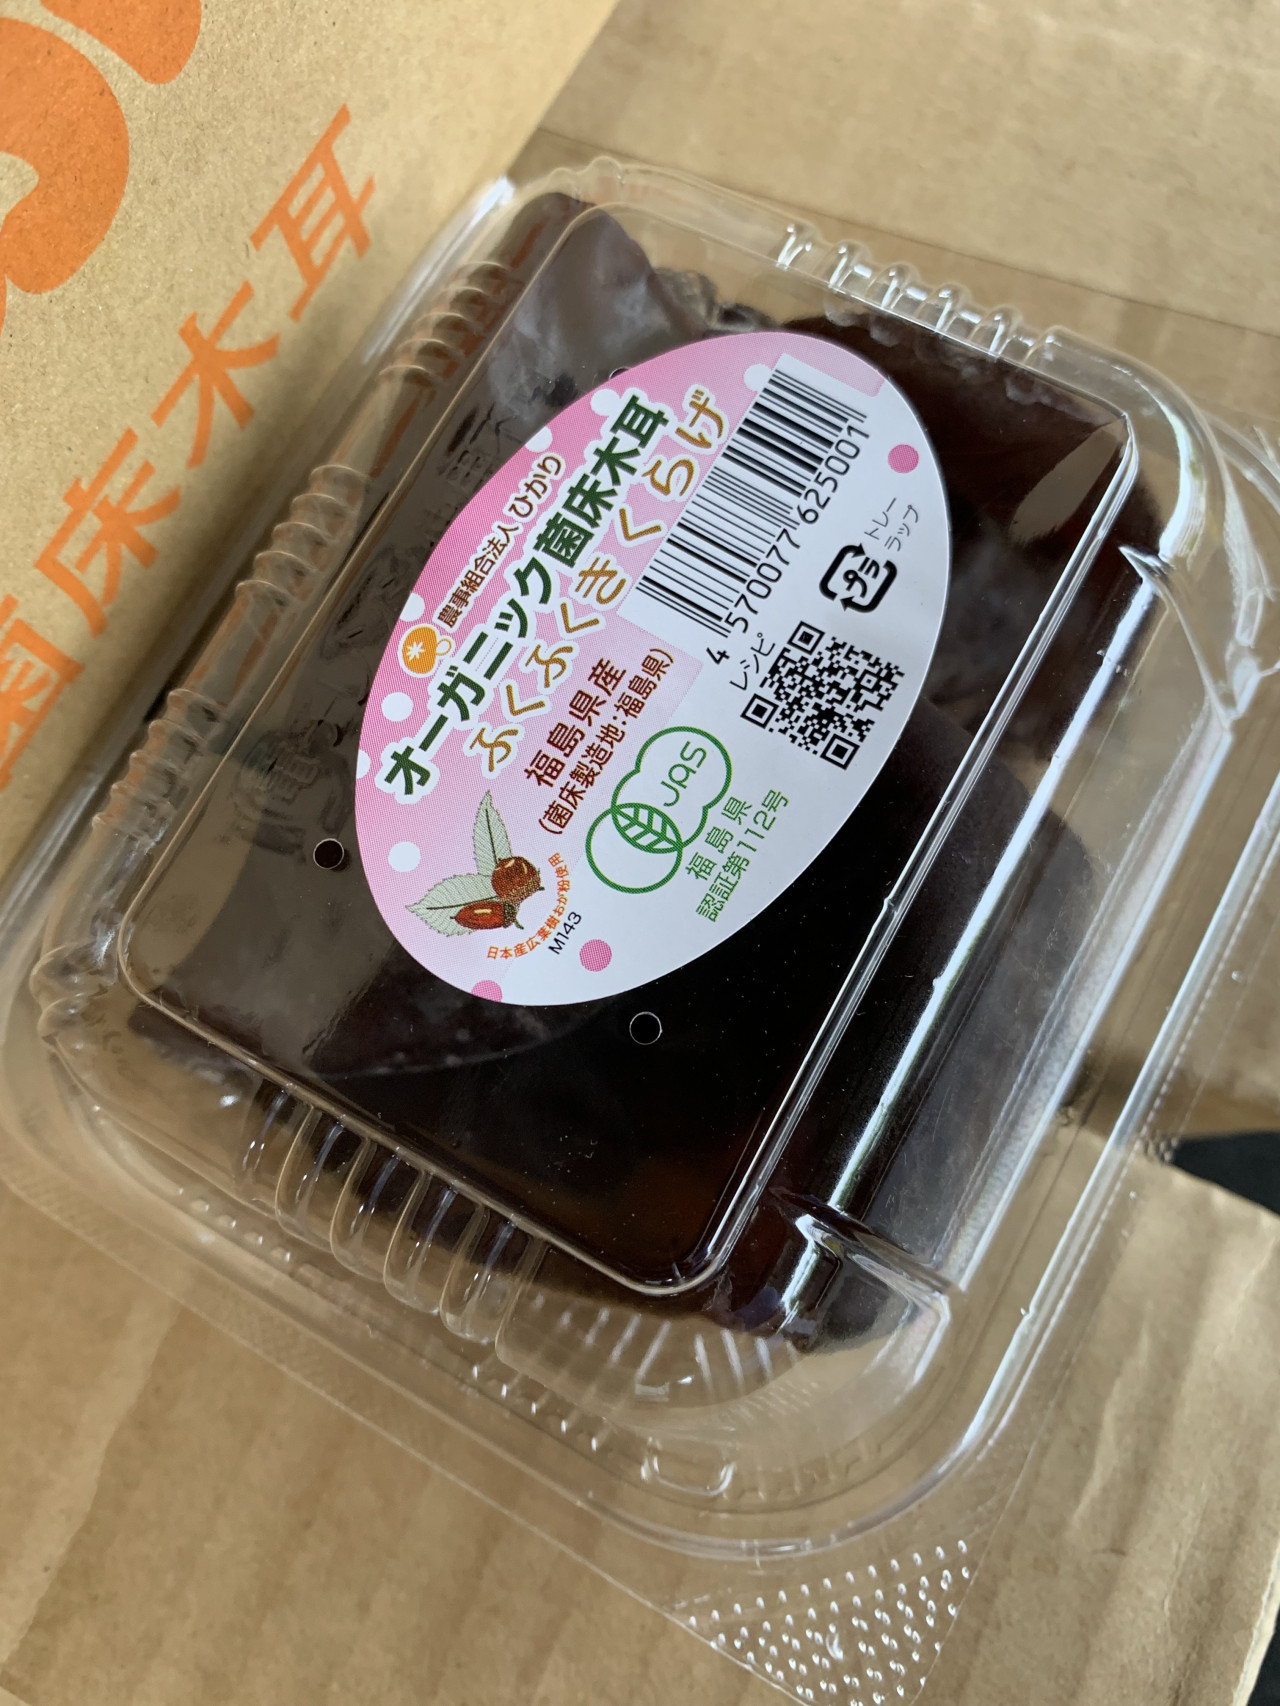 菌床木耳
農事組合法人ひかり
オーガニック菌床木耳
ふくふくきくらげ
福島県産
(菌床製造地:福島県)
4570077625001
トレー
ラップ
プラ
レシピ
JAS
福島県
認証第112号
日本産広葉樹おが粉使用
M143